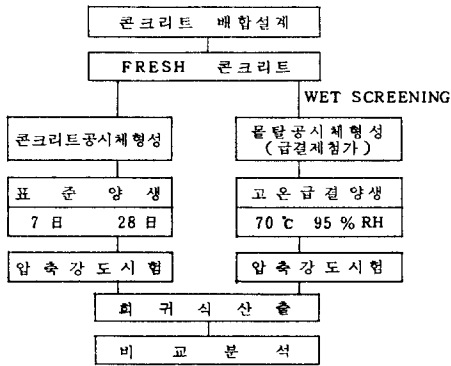 콘크리트 배합설계
FRESH 콘크리트
WET SCREENING
콘크리트공시체형성
몰탈공시체형성
(급결제첨가)
표 준 양 생
고온급결양생
7 日 28 日
70 ℃ 95 % RH
압축강도시험
압축강도시험
회 귀 식 산 출
비 교 분 석